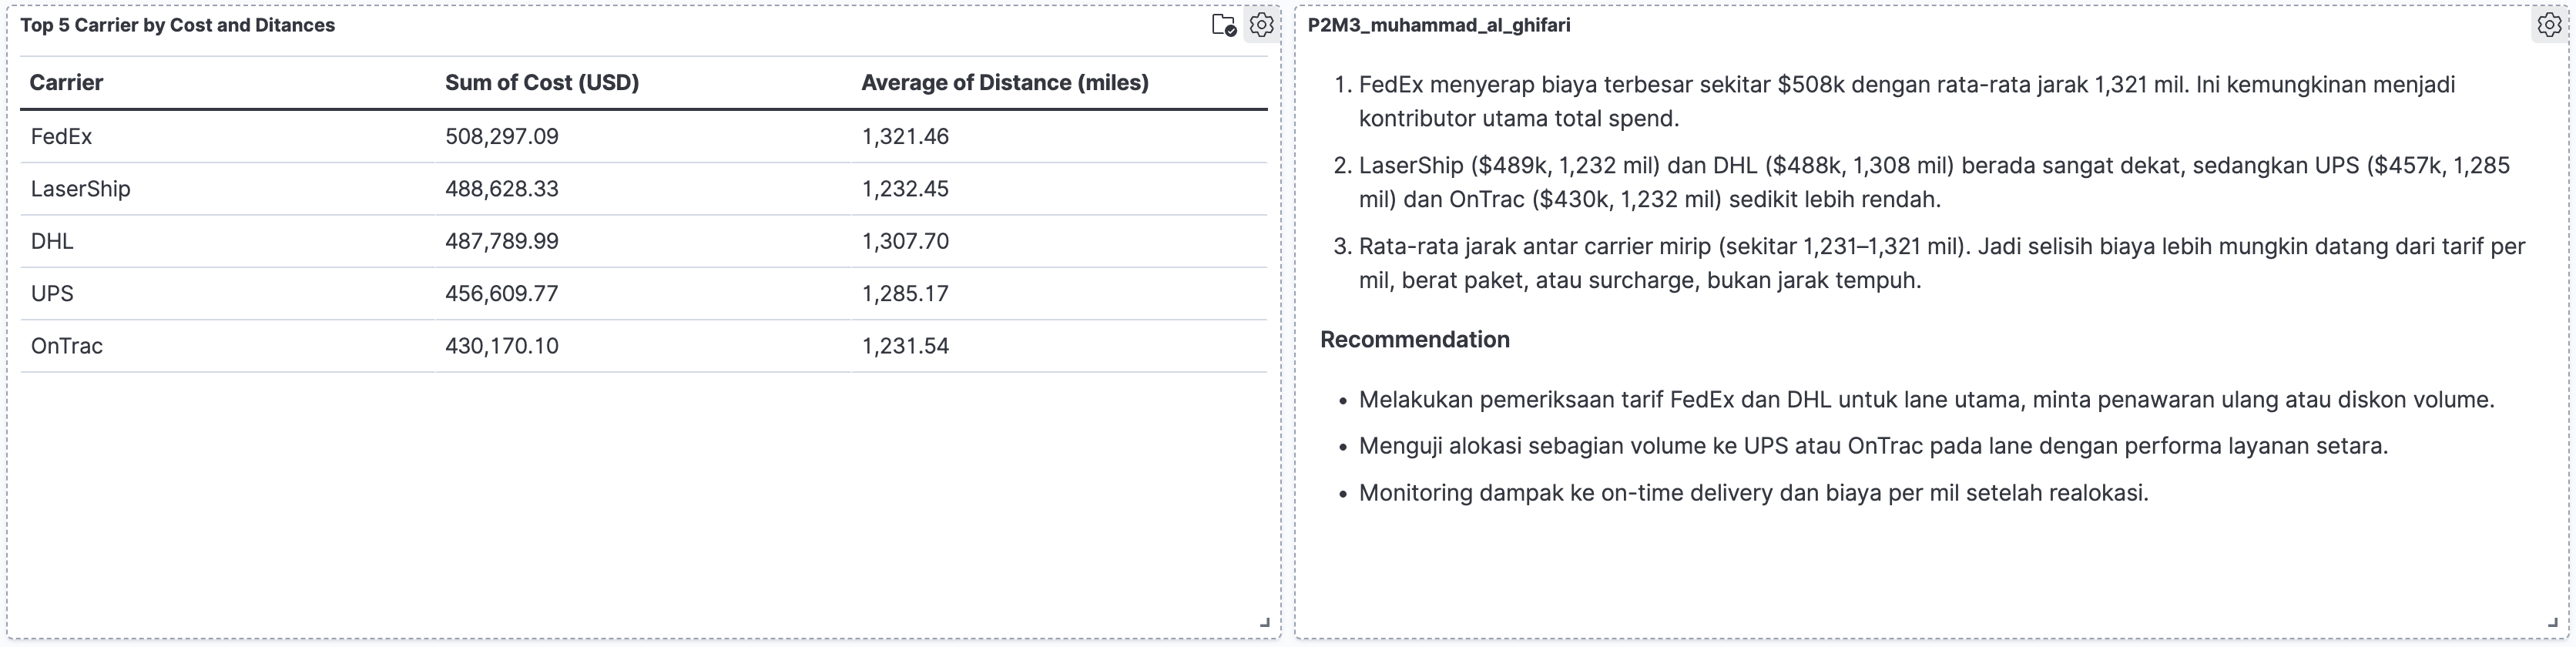 Top 5 Carrier by Cost and Ditances
Carrier Sum of Cost (USD) Average of Distance (miles)
FedEx 508,297.09 1,321.46
LaserShip 488,628.33 1,232.45
DHL 487,789.99 1,307.70
UPS 456,609.77 1,285.17
OnTrac 430,170.10 1,231.54
P2M3_muhammad_al_ghifari
1. FedEx menyerap biaya terbesar sekitar $508k dengan rata-rata jarak 1,321 mil. Ini kemungkinan menjadi
kontributor utama total spend.
2. LaserShip ($489k, 1,232 mil) dan DHL ($488k, 1,308 mil) berada sangat dekat, sedangkan UPS ($457k, 1,285
mil) dan OnTrac ($430k, 1,232 mil) sedikit lebih rendah.
3. Rata-rata jarak antar carrier mirip (sekitar 1,231–1,321 mil). Jadi selisih biaya lebih mungkin datang dari tarif per
mil, berat paket, atau surcharge, bukan jarak tempuh.
Recommendation
• Melakukan pemeriksaan tarif FedEx dan DHL untuk lane utama, minta penawaran ulang atau diskon volume.
• Menguji alokasi sebagian volume ke UPS atau OnTrac pada lane dengan performa layanan setara.
• Monitoring dampak ke on-time delivery dan biaya per mil setelah realokasi.